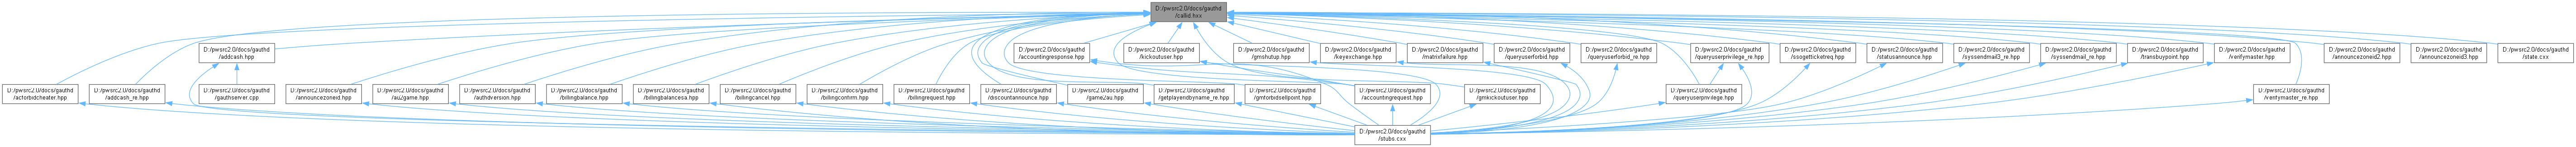 D:/pwsrc2.0/docs/gauthd
/callid.hxx
D:/pwsrc2.0/docs/gauthd
/addcash.hpp
D:/pwsrc2.0/docs/gauthd
/accountingresponse.hpp
D:/pwsrc2.0/docs/gauthd
/kickoutuser.hpp
D:/pwsrc2.0/docs/gauthd
/gmshutup.hpp
D:/pwsrc2.0/docs/gauthd
/keyexchange.hpp
D:/pwsrc2.0/docs/gauthd
/matrixfailure.hpp
D:/pwsrc2.0/docs/gauthd
/queryuserforbid.hpp
D:/pwsrc2.0/docs/gauthd
/queryuserforbid_re.hpp
D:/pwsrc2.0/docs/gauthd
/queryuserprivilege_re.hpp
D:/pwsrc2.0/docs/gauthd
/ssogetticketreq.hpp
D:/pwsrc2.0/docs/gauthd
/statusannounce.hpp
D:/pwsrc2.0/docs/gauthd
/syssendmail3_re.hpp
D:/pwsrc2.0/docs/gauthd
/syssendmail_re.hpp
D:/pwsrc2.0/docs/gauthd
/transbuypoint.hpp
D:/pwsrc2.0/docs/gauthd
/verifymaster.hpp
D:/pwsrc2.0/docs/gauthd
/announcezoneid2.hpp
D:/pwsrc2.0/docs/gauthd
/announcezoneid3.hpp
D:/pwsrc2.0/docs/gauthd
/state.cxx
D:/pwsrc2.0/docs/gauthd
/acforbidcheater.hpp
D:/pwsrc2.0/docs/gauthd
/addcash_re.hpp
D:/pwsrc2.0/docs/gauthd
/gauthserver.cpp
D:/pwsrc2.0/docs/gauthd
/announcezoneid.hpp
D:/pwsrc2.0/docs/gauthd
/au2game.hpp
D:/pwsrc2.0/docs/gauthd
/authdversion.hpp
D:/pwsrc2.0/docs/gauthd
/billingbalance.hpp
D:/pwsrc2.0/docs/gauthd
/billingbalancesa.hpp
D:/pwsrc2.0/docs/gauthd
/billingcancel.hpp
D:/pwsrc2.0/docs/gauthd
/billingconfirm.hpp
D:/pwsrc2.0/docs/gauthd
/billingrequest.hpp
D:/pwsrc2.0/docs/gauthd
/discountannounce.hpp
D:/pwsrc2.0/docs/gauthd
/game2au.hpp
D:/pwsrc2.0/docs/gauthd
/getplayeridbyname_re.hpp
D:/pwsrc2.0/docs/gauthd
/gmforbidsellpoint.hpp
D:/pwsrc2.0/docs/gauthd
/accountingrequest.hpp
D:/pwsrc2.0/docs/gauthd
/gmkickoutuser.hpp
D:/pwsrc2.0/docs/gauthd
/queryuserprivilege.hpp
D:/pwsrc2.0/docs/gauthd
/verifymaster_re.hpp
D:/pwsrc2.0/docs/gauthd
/stubs.cxx